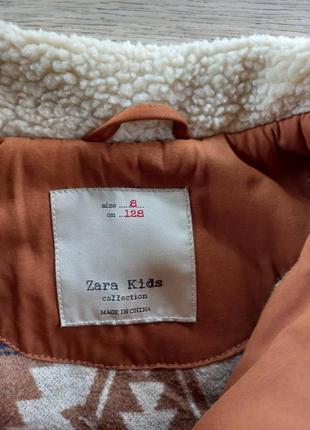 size ....8....
cm ...128...
Zara Kids
collection
MADE IN CHINA